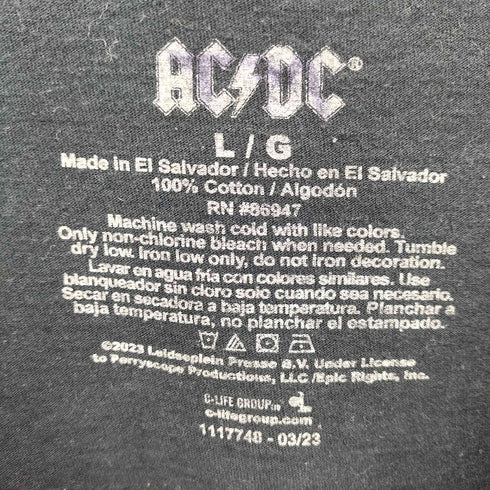 AC⚡DC®
L / G
Made in El Salvador / Hecho en El Salvador
100% Cotton / Algodón
RN #86947
Machine wash cold with like colors.
Only non-chlorine bleach when needed. Tumble
dry low. Iron low only, do not iron decoration.
Lavar en agua fria con colores similares. Use
blanqueador sin cloro solo cuando sea necesario.
Secar en secadora a baja temperatura. Planchar a
baja temperatura, no planchar el estampado.
©2023 Leidseplein Presse B.V. Under License
to Perryscope Productions, LLC /Epic Rights, Inc.
C-LIFE GROUP
c-lifegroup.com
1117748 - 03/23